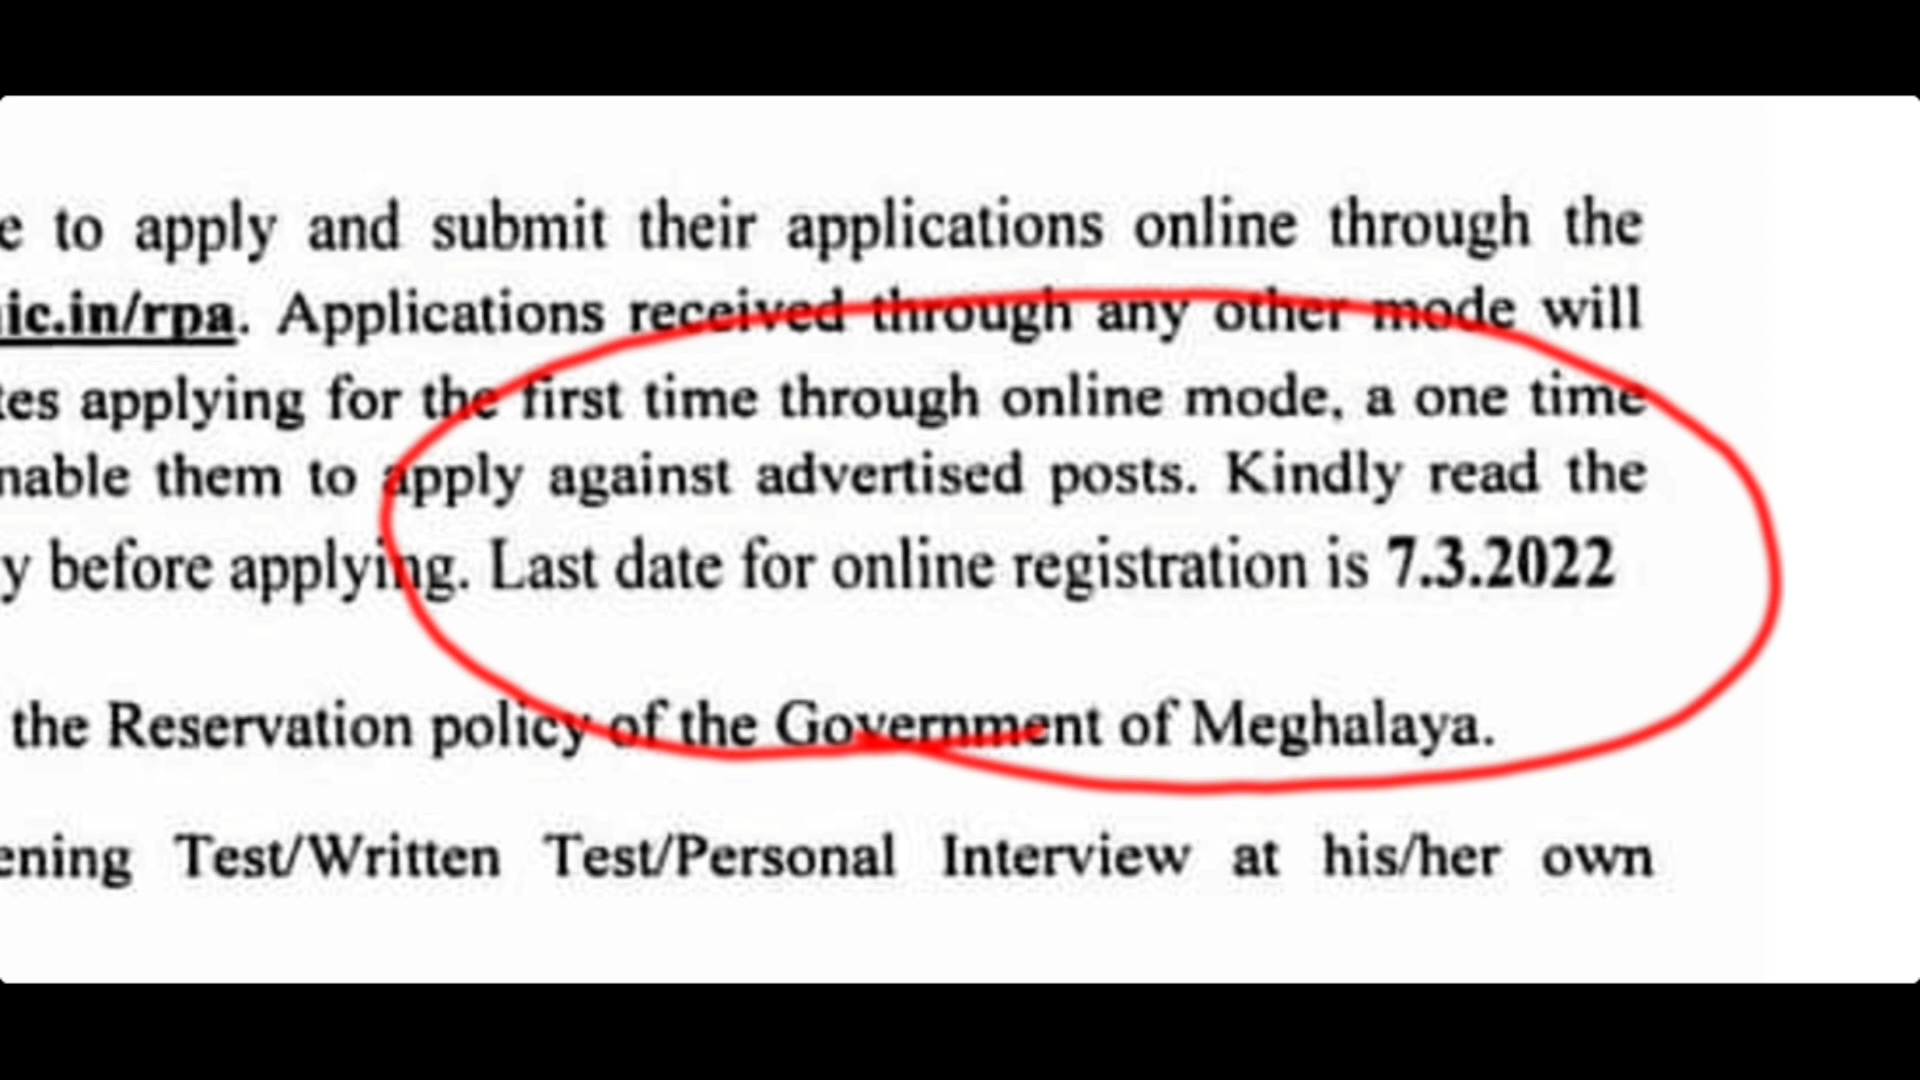 e to apply and submit their applications online through the
ic.in/rpa. Applications received through any other mode will
tes applying for the first time through online mode, a one time
nable them to apply against advertised posts. Kindly read the
y before applying. Last date for online registration is 7.3.2022
the Reservation policy of the Government of Meghalaya.
ening Test/Written Test/Personal Interview at his/her own